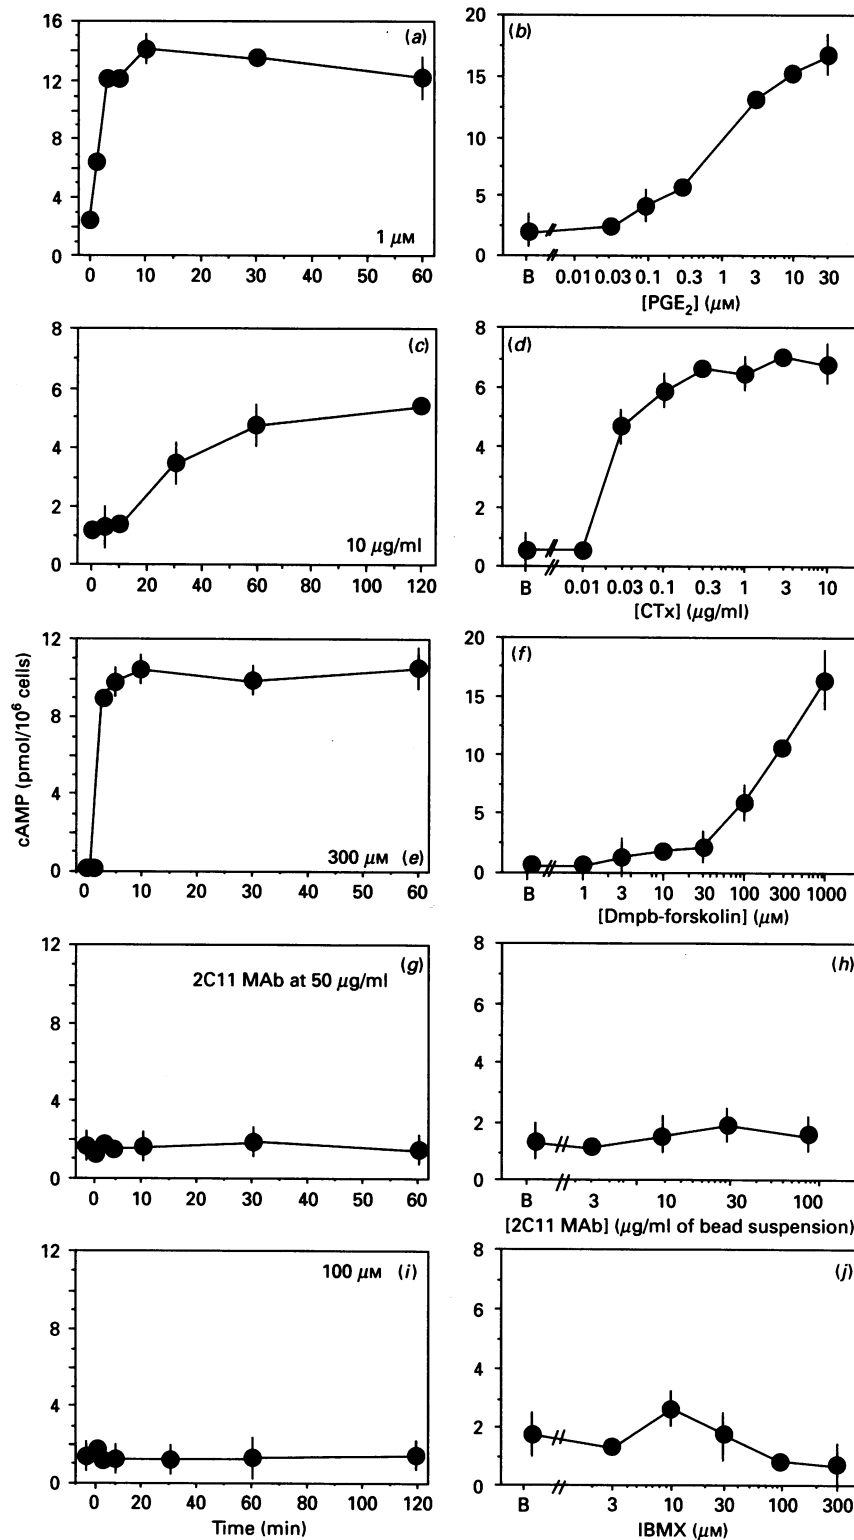 16
12
8
4
0
(a)
1 µM
0 10 20 30 40 50 60
20
15
10
5
0
(b)
B 0.01 0.03 0.1 0.3 1 3 10 30
[PGE₂] (µM)
8
6
4
2
0
(c)
10 µg/ml
0 20 40 60 80 100 120
8
6
4
2
0
(d)
B 0.01 0.03 0.1 0.3 1 3 10
[CTx] (µg/ml)
cAMP (pmol/10⁶ cells)
12
10
8
6
4
2
0
300 µM (e)
0 10 20 30 40 50 60
20
15
10
5
0
(f)
B 1 3 10 30 100 300 1000
[Dmpb-forskolin] (µM)
12
8
4
2
0
(g)
2C11 MAb at 50 µg/ml
0 10 20 30 40 50 60
8
6
4
2
0
(h)
B 3 10 30 100
[2C11 MAb] (µg/ml of bead suspension)
12
8
4
2
0
100 µM (i)
0 20 40 60 80 100 120
Time (min)
8
6
4
2
0
(j)
B 3 10 30 100 300
IBMX (µM)